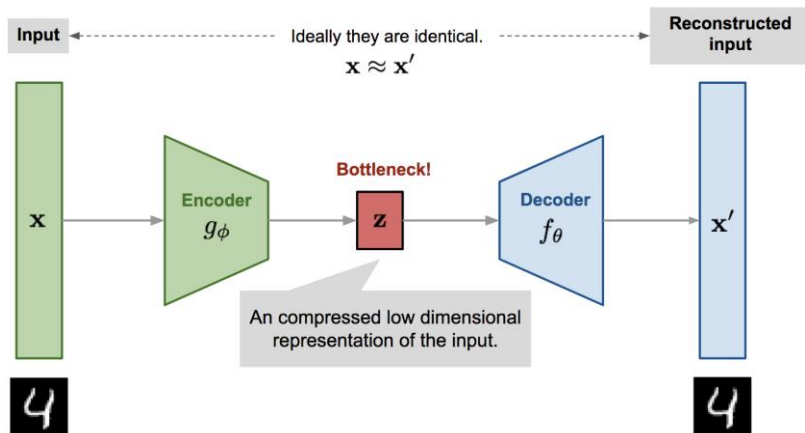 Input
Ideally they are identical.
x ≈ x′
Reconstructed
input
Bottleneck!
Encoder
gϕ
Decoder
fθ
x
z
x′
An compressed low dimensional
representation of the input.
4
4